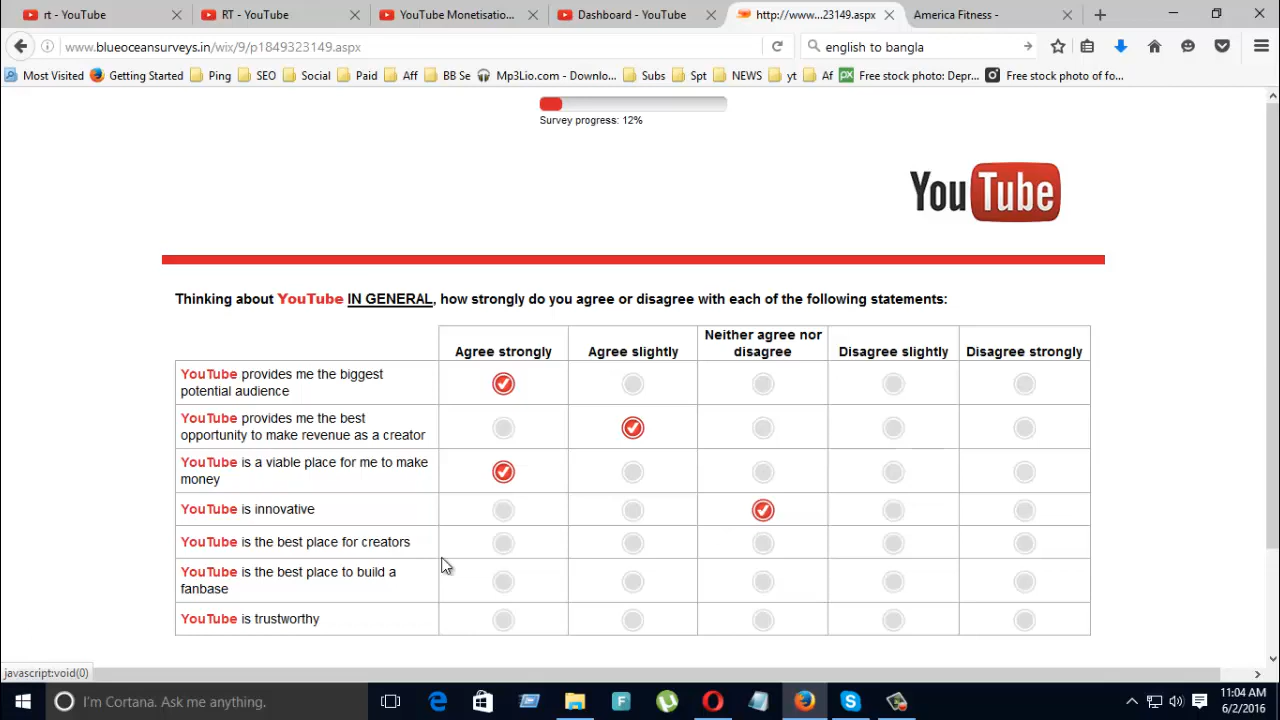 rt - YouTube
RT - YouTube
YouTube Monetisatio...
Dashboard - YouTube
http://www...23149.aspx
America Fitness -
www.blueoceansurveys.in/wix/9/p1849323149.aspx
english to bangla
Most Visited
Getting Started
Ping
SEO
Social
Paid
Aff
BB Se
Mp3Lio.com - Downlo...
Subs
Spt
NEWS
yt
Af
Free stock photo: Depr...
Free stock photo of fo...
Survey progress: 12%
YouTube
Thinking about YouTube IN GENERAL, how strongly do you agree or disagree with each of the following statements:
Agree strongly
Agree slightly
Neither agree nor
disagree
Disagree slightly
Disagree strongly
YouTube provides me the biggest
potential audience
YouTube provides me the best
opportunity to make revenue as a creator
YouTube is a viable place for me to make
money
YouTube is innovative
YouTube is the best place for creators
YouTube is the best place to build a
fanbase
YouTube is trustworthy
javascript:void(0)
I'm Cortana. Ask me anything.
11:04 AM
6/2/2016